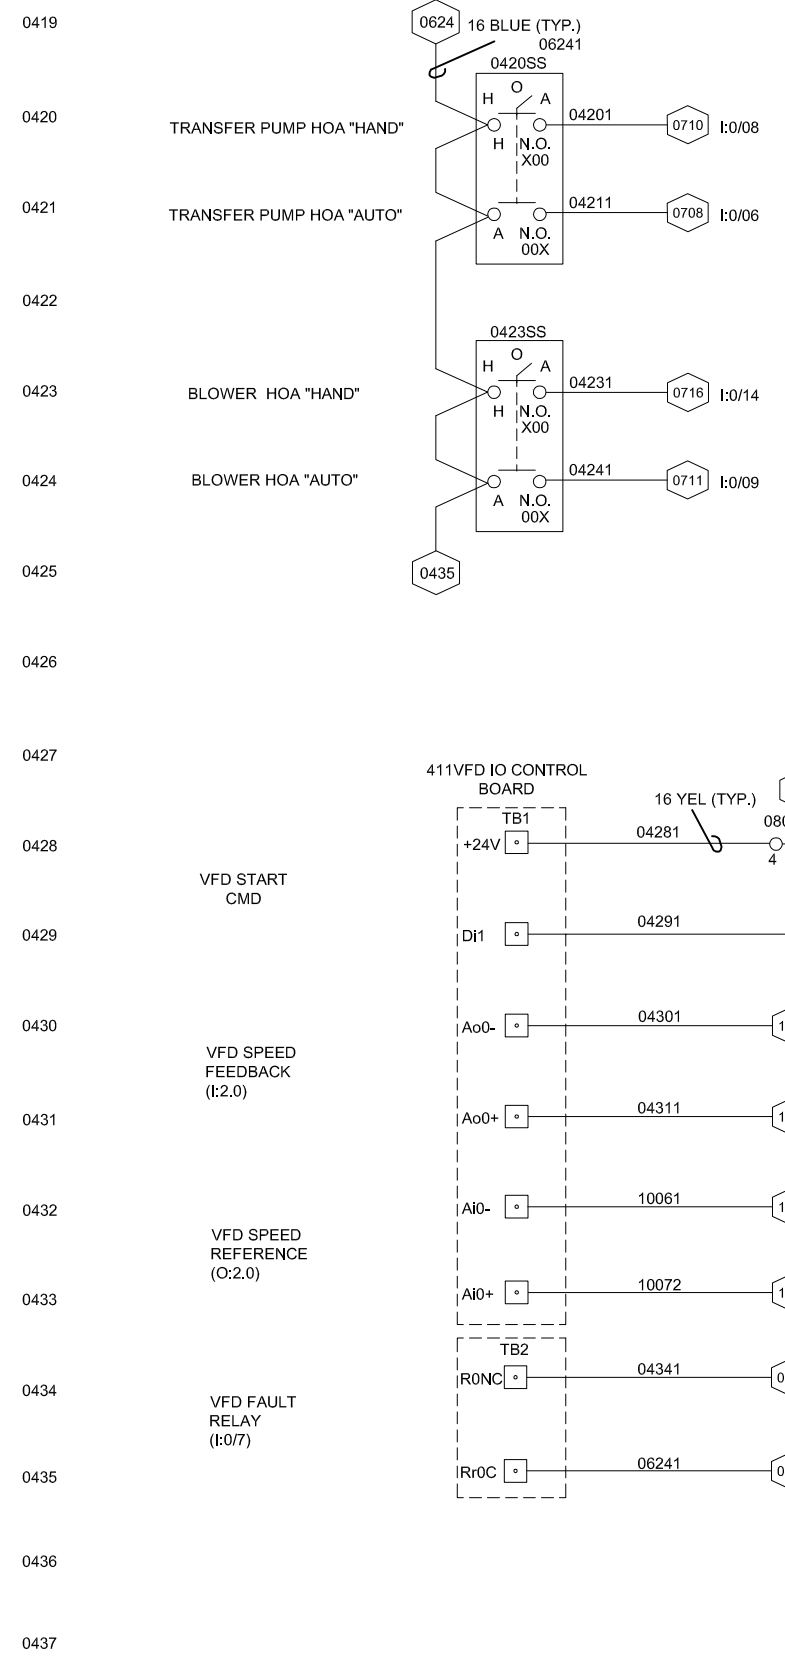 0419
0624
16 BLUE (TYP.)
06241
0420SS
O
H
A
0420
TRANSFER PUMP HOA "HAND"
04201
0710
I:0/08
H
N.O.
X00
0421
TRANSFER PUMP HOA "AUTO"
04211
0708
I:0/06
A
N.O.
00X
0422
0423SS
O
H
A
0423
BLOWER HOA "HAND"
04231
0716
I:0/14
H
N.O.
X00
0424
BLOWER HOA "AUTO"
04241
0711
I:0/09
A
N.O.
00X
0425
0435
0426
0427
411VFD IO CONTROL
BOARD
16 YEL (TYP.)
TB1
0428
+24V
04281
4
VFD START
CMD
0429
Di1
04291
0430
Ao0-
04301
VFD SPEED
FEEDBACK
(I:2.0)
0431
Ao0+
04311
0432
Ai0-
10061
VFD SPEED
REFERENCE
(O:2.0)
0433
Ai0+
10072
TB2
0434
R0NC
04341
VFD FAULT
RELAY
(I:0/7)
0435
Rr0C
06241
0436
0437